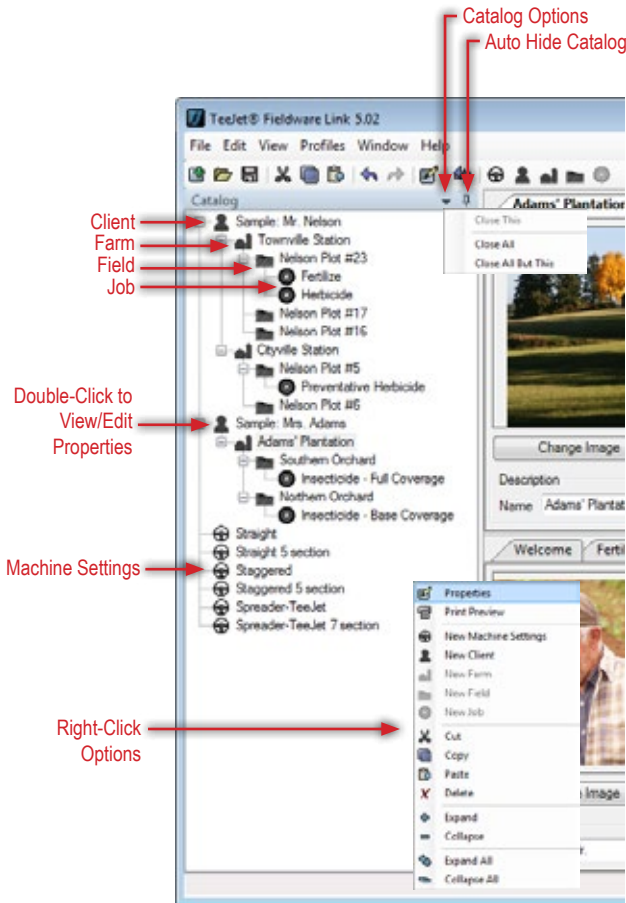 Catalog Options
Auto Hide Catalog
TeeJet® Fieldware Link 5.02
File Edit View Profiles Window Help
Catalog
Adams' Plantation
Close This
Close All
Close All But This
Client
Farm
Field
Job
Sample: Mr. Nelson
Townville Station
Nelson Plot #23
Fertilize
Herbicide
Nelson Plot #17
Nelson Plot #16
Cityville Station
Nelson Plot #5
Preventative Herbicide
Nelson Plot #6
Double-Click to
View/Edit
Properties
Sample: Mrs. Adams
Adams' Plantation
Southern Orchard
Insecticide - Full Coverage
Northern Orchard
Insecticide - Base Coverage
Change Image
Description
Name Adams' Plantat
Straight
Straight 5 section
Machine Settings
Staggered
Staggered 5 section
Spreader-TeeJet
Spreader-TeeJet 7 section
Welcome Fertil
Right-Click
Options
Properties
Print Preview
New Machine Settings
New Client
New Farm
New Field
New Job
Cut
Copy
Paste
Delete
Expand
Collapse
Expand All
Collapse All
Image
r.